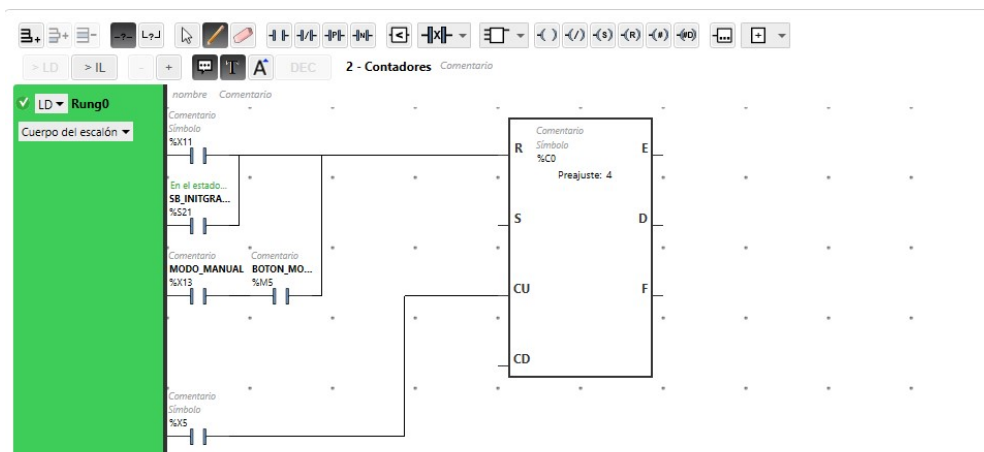 > LD
> IL
-
+
T
A
DEC
2 - Contadores Comentario
LD Rung0
Cuerpo del escalón
nombre Comentario
Comentario
Símbolo
%X11
En el estado...
SB_INITGRA...
%S21
Comentario Comentario
MODO_MANUAL BOTON_MO...
%X13 %M5
Comentario
Símbolo
%X5
Comentario
Símbolo
%C0
Preajuste: 4
R E
S D
CU F
CD